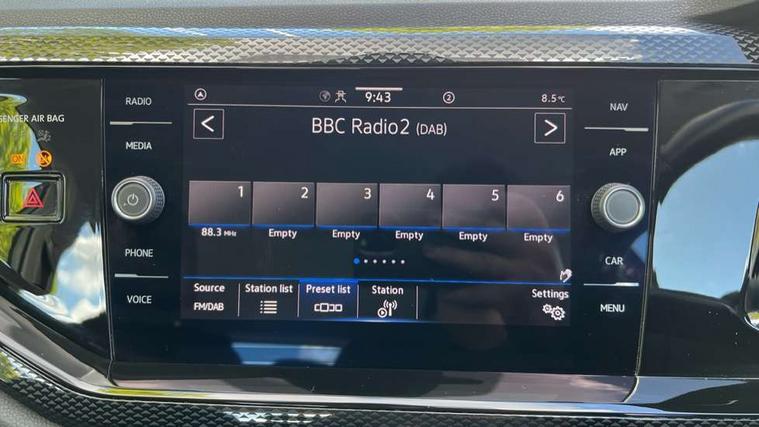 RADIO
MEDIA
PHONE
VOICE
SENGER AIR BAG
ON
9:43
2
8.5°C
BBC Radio2 (DAB)
1 2 3 4 5 6
88.3 MHz Empty Empty Empty Empty Empty
Source Station list Preset list Station Settings
FM/DAB
NAV
APP
CAR
MENU